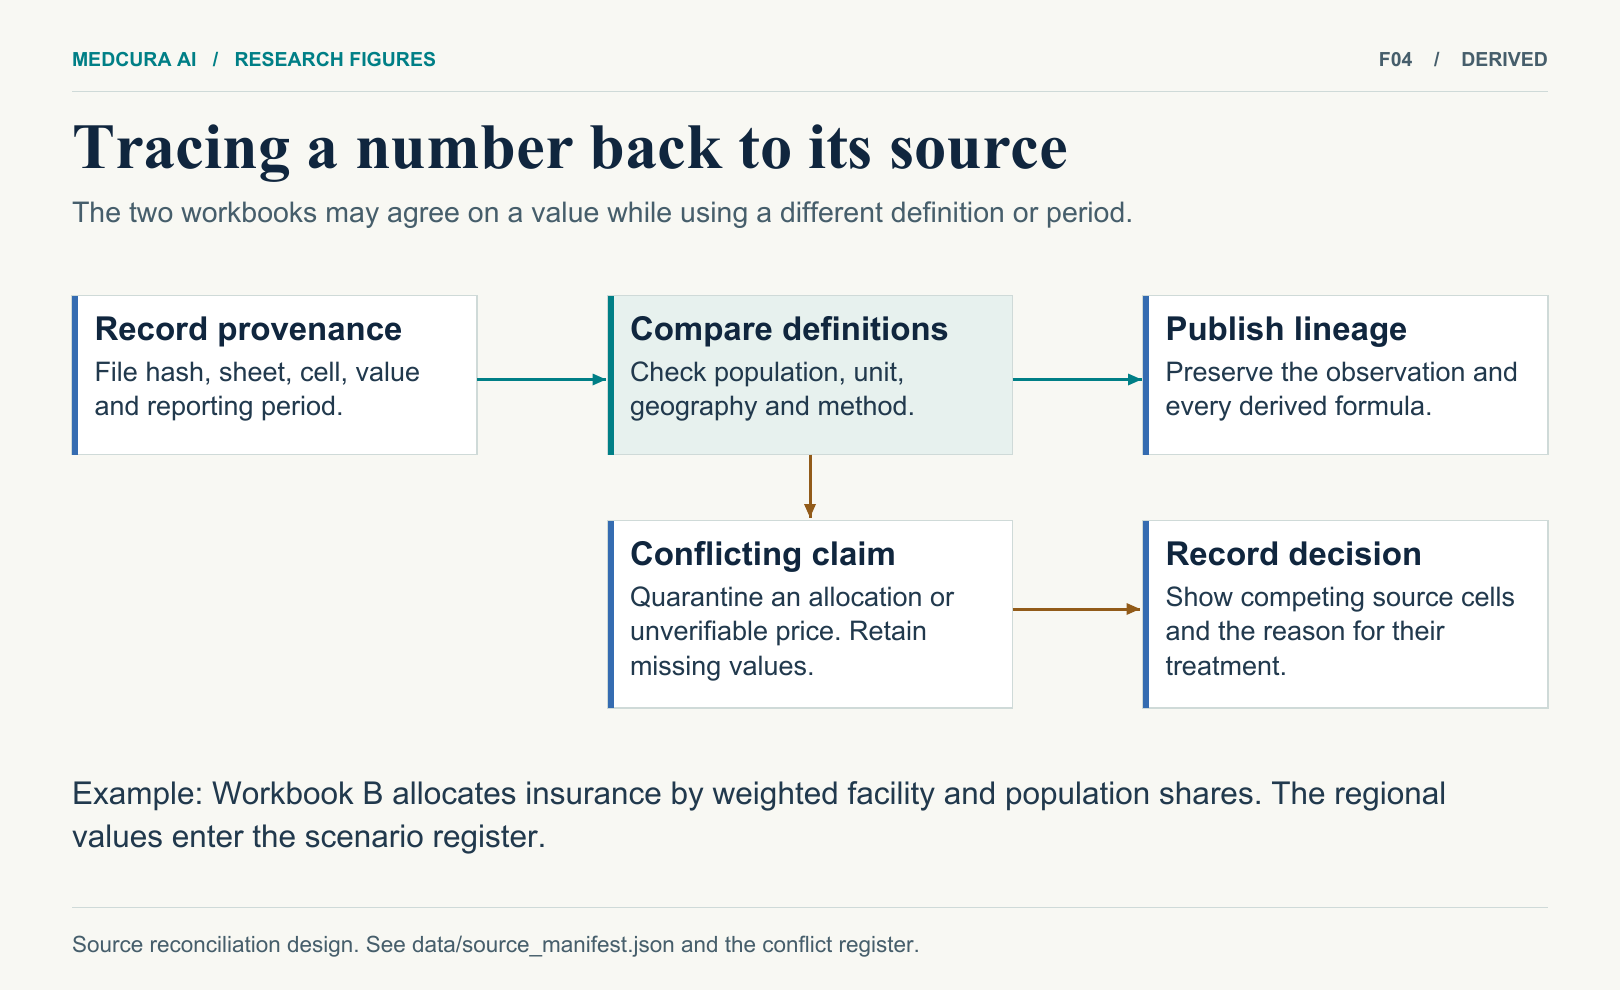 MEDCURA AI / RESEARCH FIGURES
F04 / DERIVED
Tracing a number back to its source
The two workbooks may agree on a value while using a different definition or period.
Record provenance
File hash, sheet, cell, value
and reporting period.
Compare definitions
Check population, unit,
geography and method.
Publish lineage
Preserve the observation and
every derived formula.
Conflicting claim
Quarantine an allocation or
unverifiable price. Retain
missing values.
Record decision
Show competing source cells
and the reason for their
treatment.
Example: Workbook B allocates insurance by weighted facility and population shares. The regional
values enter the scenario register.
Source reconciliation design. See data/source_manifest.json and the conflict register.